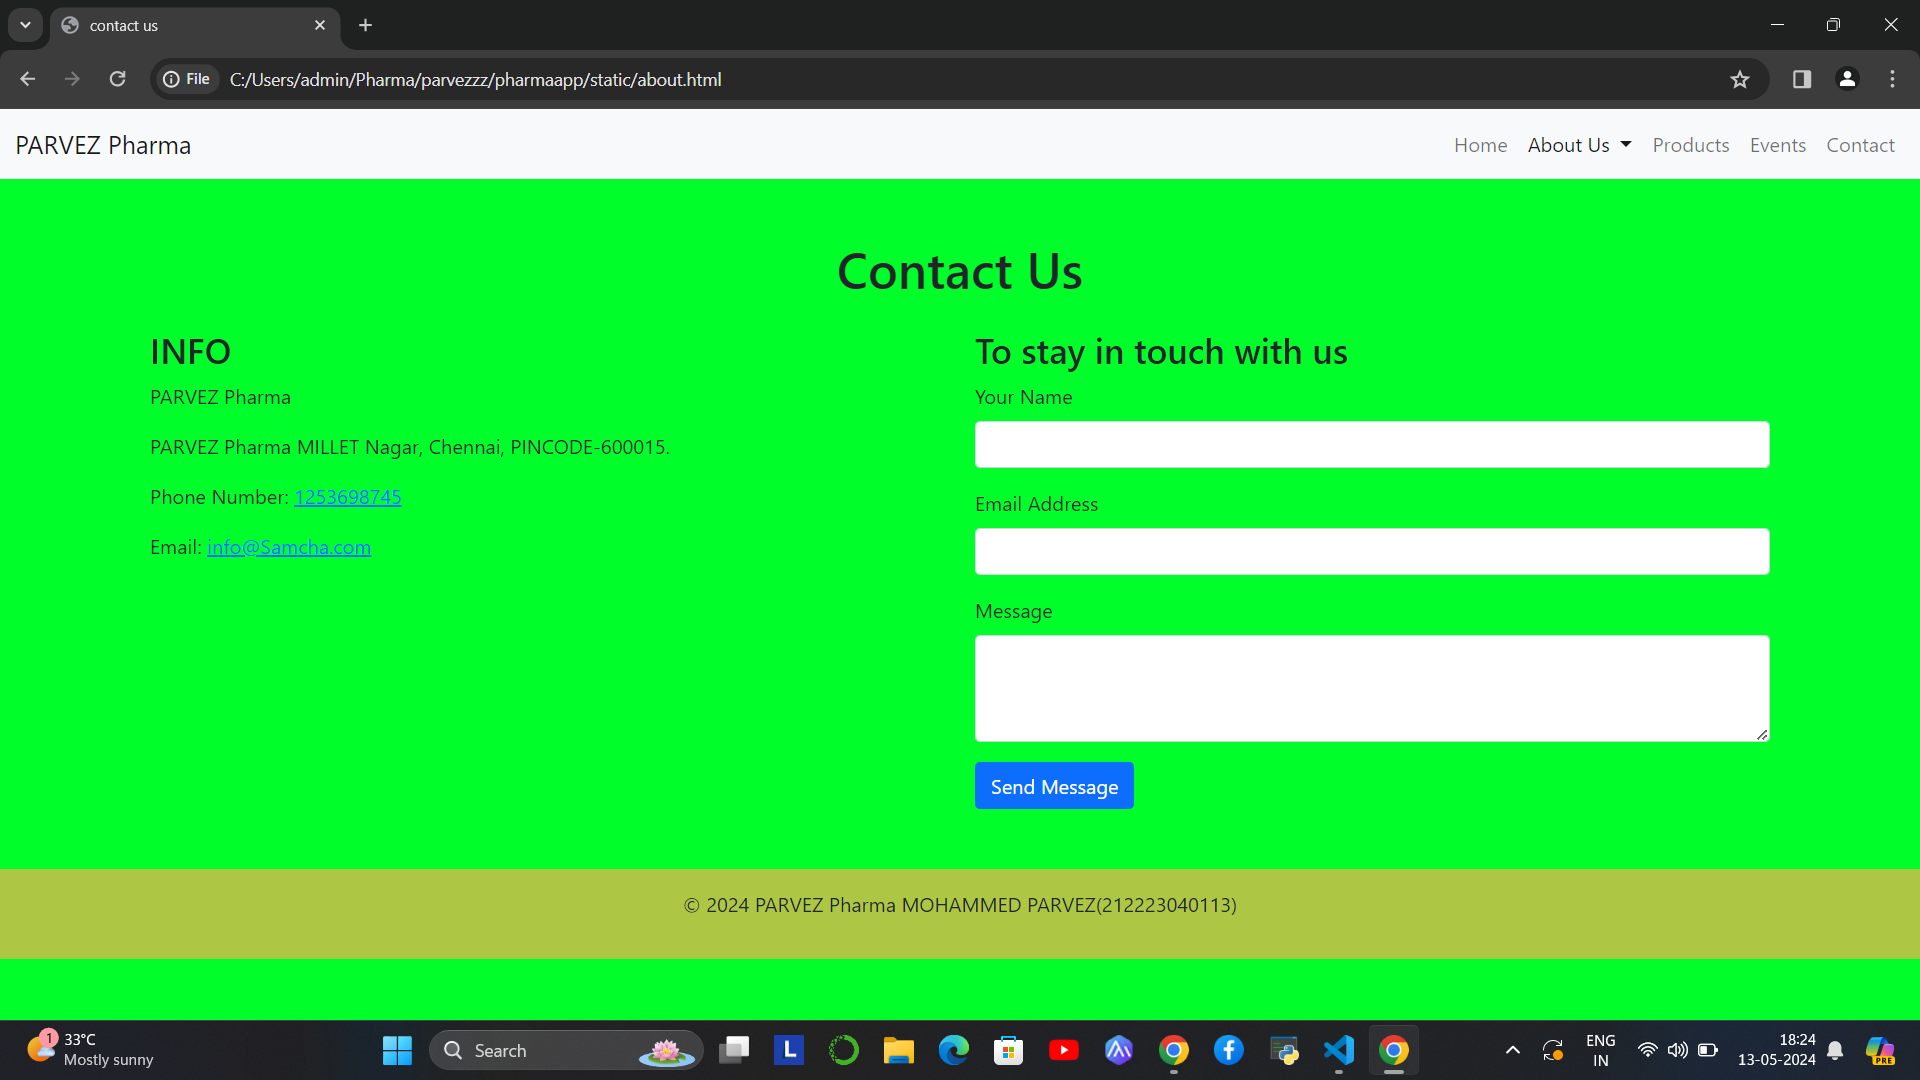 contact us
File C:/Users/admin/Pharma/parvezzz/pharmaapp/static/about.html
PARVEZ Pharma
Home About Us Products Events Contact
Contact Us
INFO
PARVEZ Pharma
PARVEZ Pharma MILLET Nagar, Chennai, PINCODE-600015.
Phone Number: 1253698745
Email: info@Samcha.com
To stay in touch with us
Your Name
Email Address
Message
Send Message
© 2024 PARVEZ Pharma MOHAMMED PARVEZ(212223040113)
1
33°C
Mostly sunny
Search
L
ENG
IN
18:24
13-05-2024
PRE